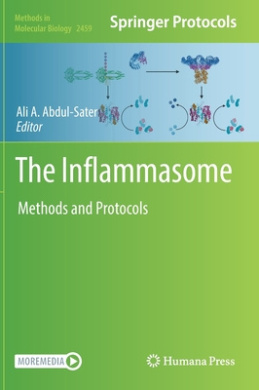 Methods in
Molecular Biology 2459
Springer Protocols
Ali A. Abdul-Sater
Editor
The Inflammasome
Methods and Protocols
MOREMEDIA
Humana Press